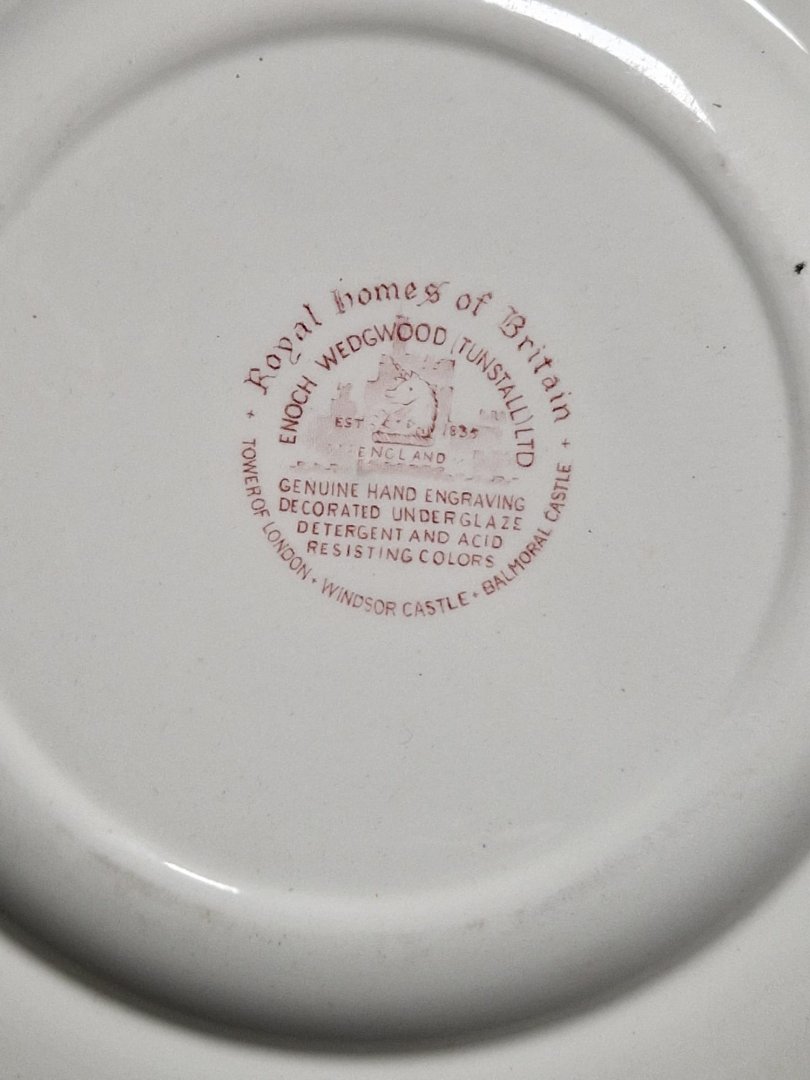 Royal Homes of Britain
ENOCH WEDGWOOD (TUNSTALL) LTD
EST 1835
ENGLAND
GENUINE HAND ENGRAVING
DECORATED UNDERGLAZE
DETERGENT AND ACID
RESISTING COLORS
+ TOWER OF LONDON + WINDSOR CASTLE + BALMORAL CASTLE +